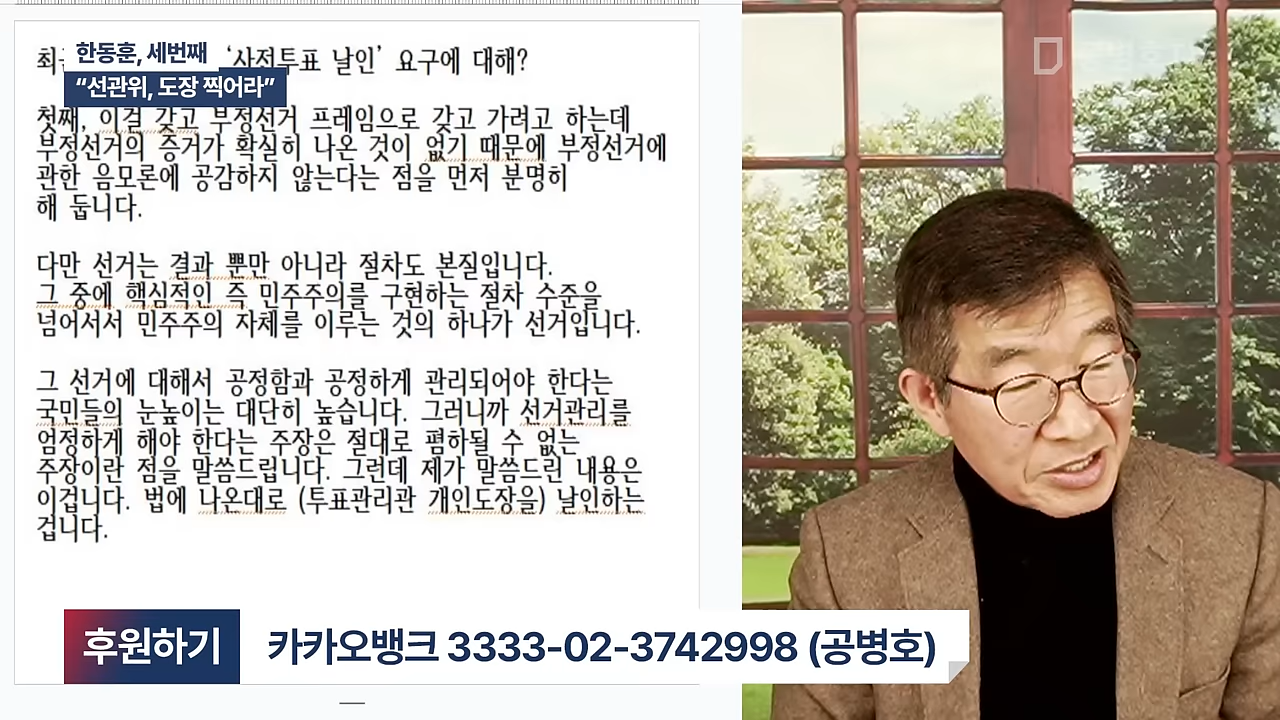 한동훈, 세번째
“선관위, 도장 찍어라”
최 ‘사전투표 날인’ 요구에 대해?
첫째, 이걸 갖고 부정선거 프레임으로 갖고 가려고 하는데
부정선거의 증거가 확실히 나온 것이 없기 때문에 부정선거에
관한 음모론에 공감하지 않는다는 점을 먼저 분명히
해 둡니다.
다만 선거는 결과 뿐만 아니라 절차도 본질입니다.
그 중에 핵심적인 즉 민주주의를 구현하는 절차 수준을
넘어서서 민주주의 자체를 이루는 것의 하나가 선거입니다.
그 선거에 대해서 공정함과 공정하게 관리되어야 한다는
국민들의 눈높이는 대단히 높습니다. 그러니까 선거관리를
엄정하게 해야 한다는 주장은 절대로 폄하될 수 없는
주장이란 점을 말씀드립니다. 그런데 제가 말씀드린 내용은
이겁니다. 법에 나온대로 (투표관리관 개인도장을) 날인하는
겁니다.
후원하기
카카오뱅크 3333-02-3742998 (공병호)